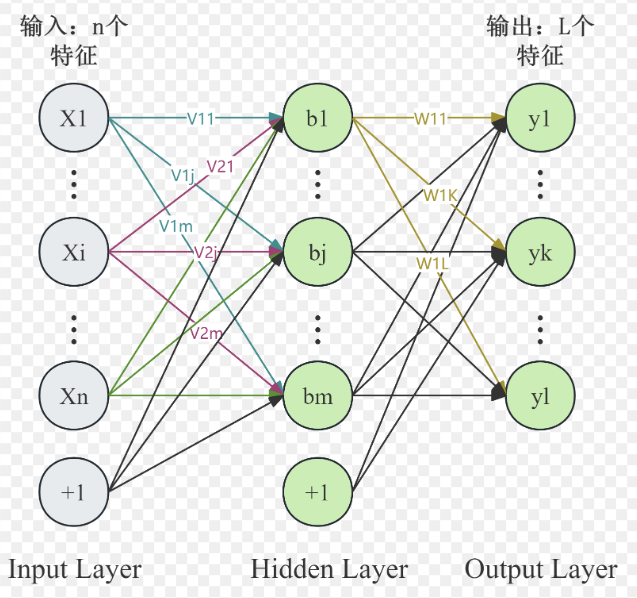 输入：n个
特征
输出：L个
特征
X1
V11
b1
W11
y1
V21
V1j
W1K
V1m
Xi
V2j
bj
W1L
yk
V2m
Xn
bm
yl
+1
+1
Input Layer
Hidden Layer
Output Layer